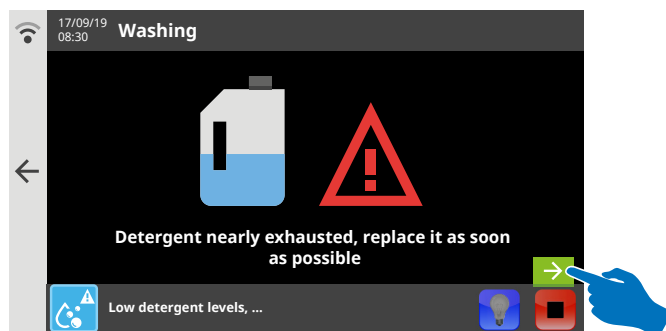 17/09/19
08:30
Washing
Detergent nearly exhausted, replace it as soon
as possible
Low detergent levels, ...